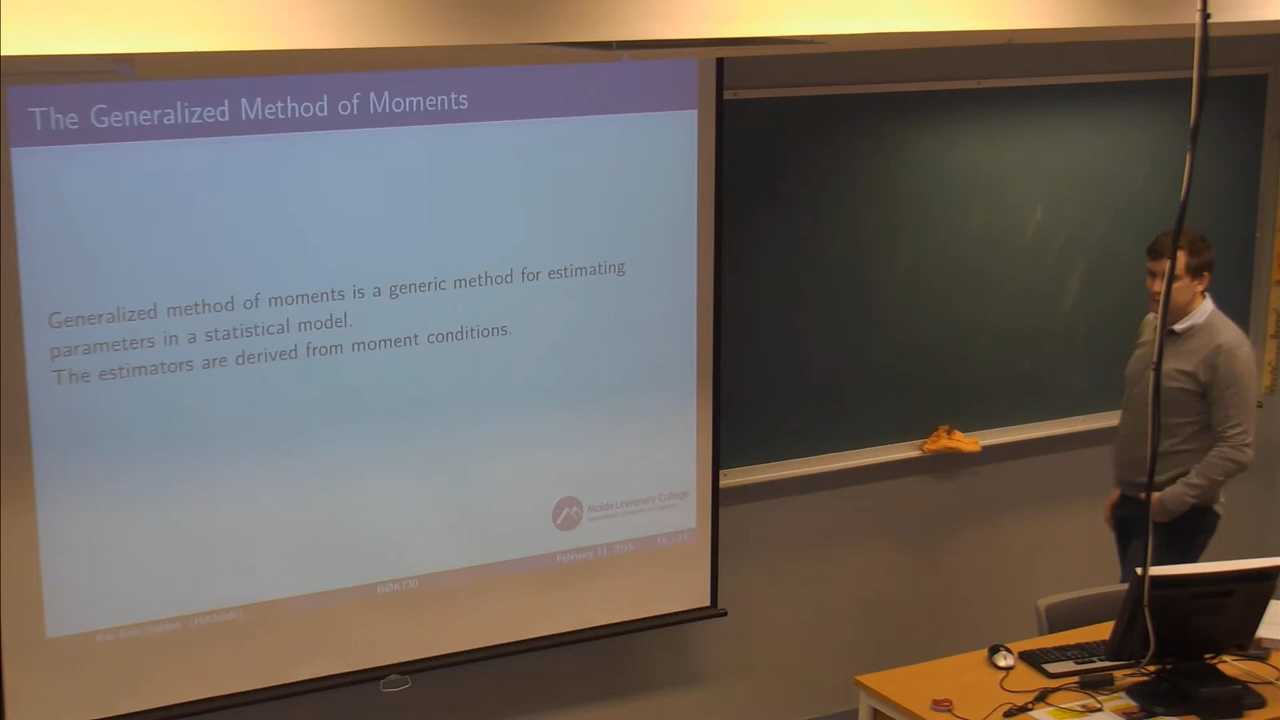 The Generalized Method of Moments
Generalized method of moments is a generic method for estimating
parameters in a statistical model.
The estimators are derived from moment conditions.
Molde University College
February 11, 2015
BØK730